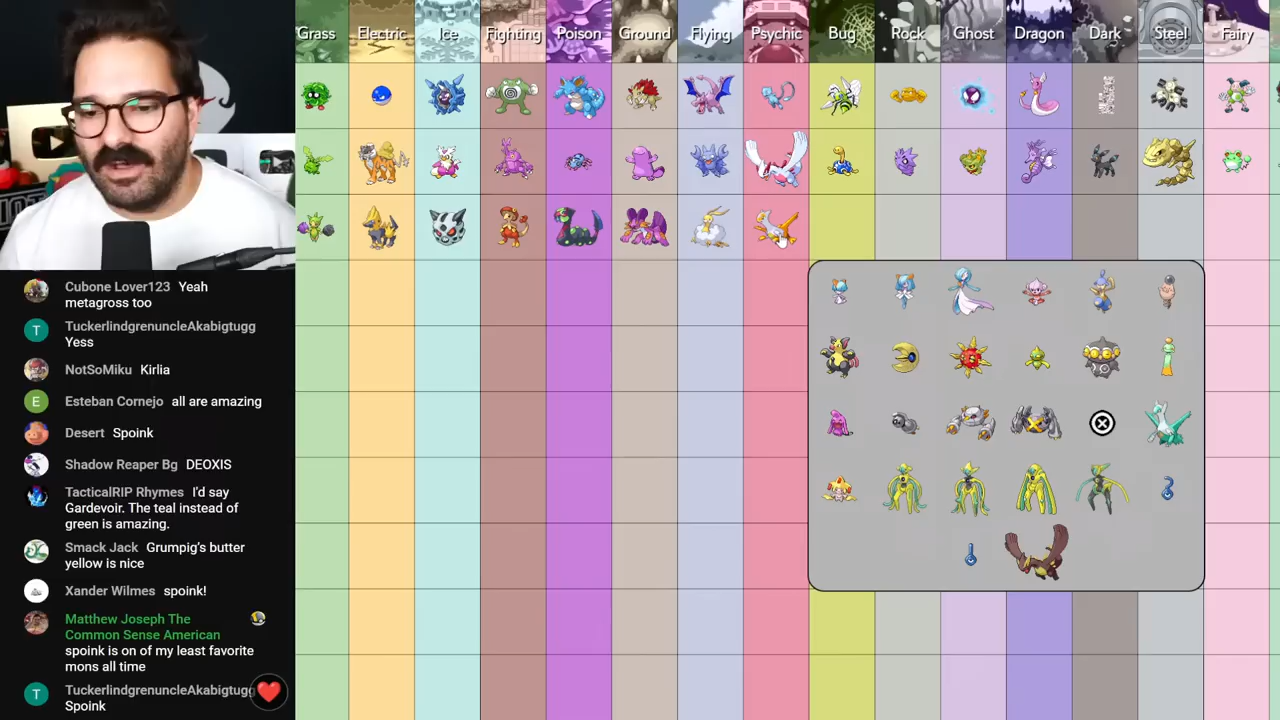 Grass Electric Ice Fighting Poison Ground Flying Psychic Bug Rock Ghost Dragon Dark Steel Fairy
Cubone Lover123 Yeah
metagross too
T TuckerlindgrenuncleAkabigtugg
Yess
NotSoMiku Kirlia
E Esteban Cornejo all are amazing
Desert Spoink
Shadow Reaper Bg DEOXIS
TacticalRIP Rhymes I'd say
Gardevoir. The teal instead of
green is amazing.
Smack Jack Grumpig's butter
yellow is nice
Xander Wilmes spoink!
Matthew Joseph The
Common Sense American
spoink is on of my least favorite
mons all time
T TuckerlindgrenuncleAkabigtugg
Spoink